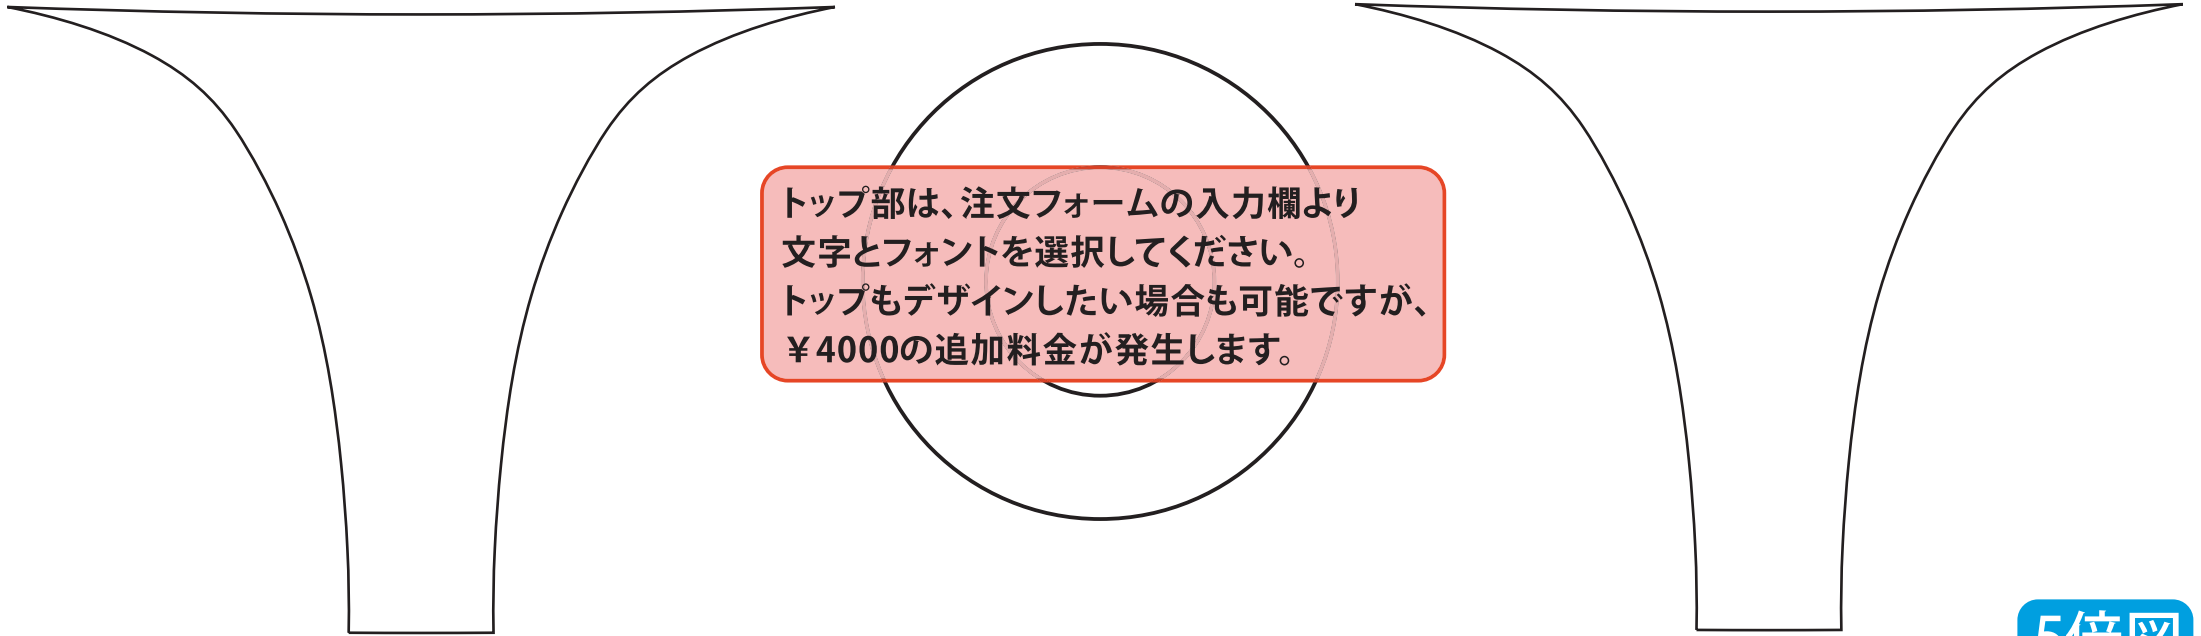 トップ部は、注文フォームの入力欄より
文字とフォントを選択してください。
トップもデザインしたい場合も可能ですが、
￥4000の追加料金が発生します。
5倍図